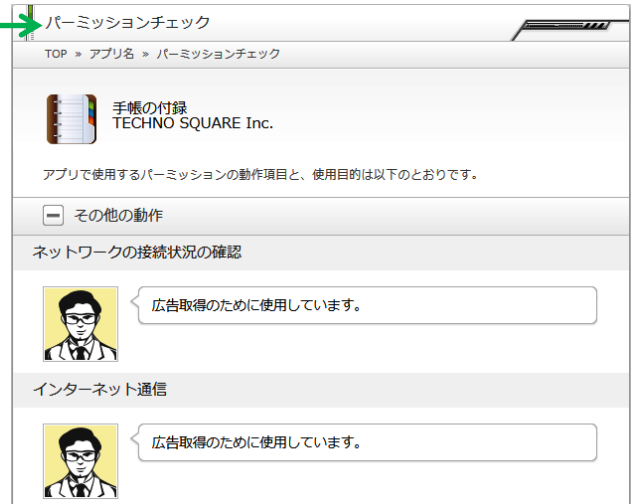 パーミッションチェック
TOP » アプリ名 » パーミッションチェック
手帳の付録
TECHNO SQUARE Inc.
アプリで使用するパーミッションの動作項目と、使用目的は以下のとおりです。
その他の動作
ネットワークの接続状況の確認
広告取得のために使用しています。
インターネット通信
広告取得のために使用しています。